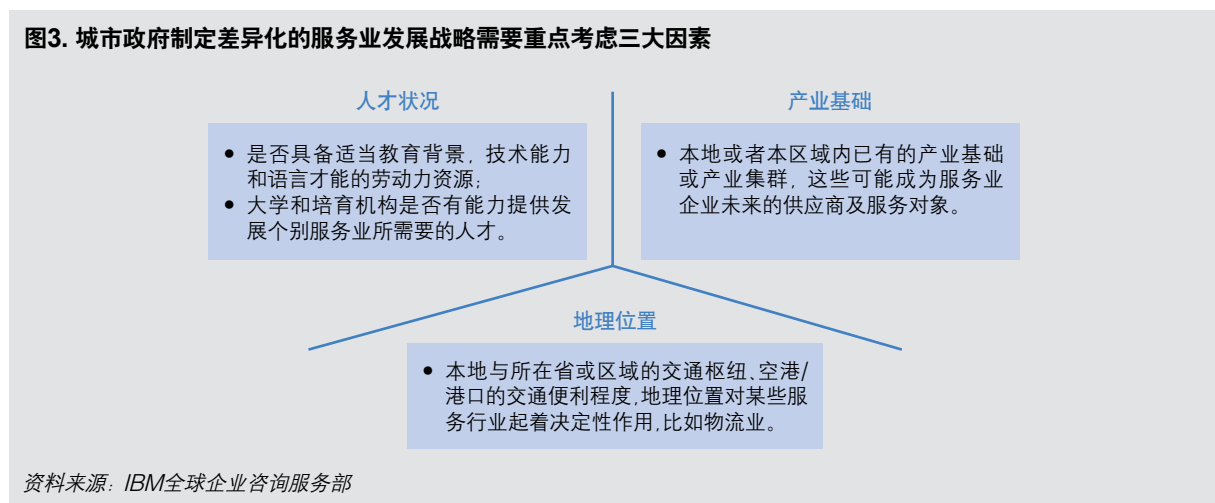 图3. 城市政府制定差异化的服务业发展战略需要重点考虑三大因素
人才状况
• 是否具备适当教育背景，技术能力
和语言才能的劳动力资源；
• 大学和培育机构是否有能力提供发
展个别服务业所需要的人才。
产业基础
• 本地或者本区域内已有的产业基础
或产业集群，这些可能成为服务业
企业未来的供应商及服务对象。
地理位置
• 本地与所在省或区域的交通枢纽、空港/
港口的交通便利程度,地理位置对某些服
务行业起着决定性作用,比如物流业。
资料来源：IBM全球企业咨询服务部